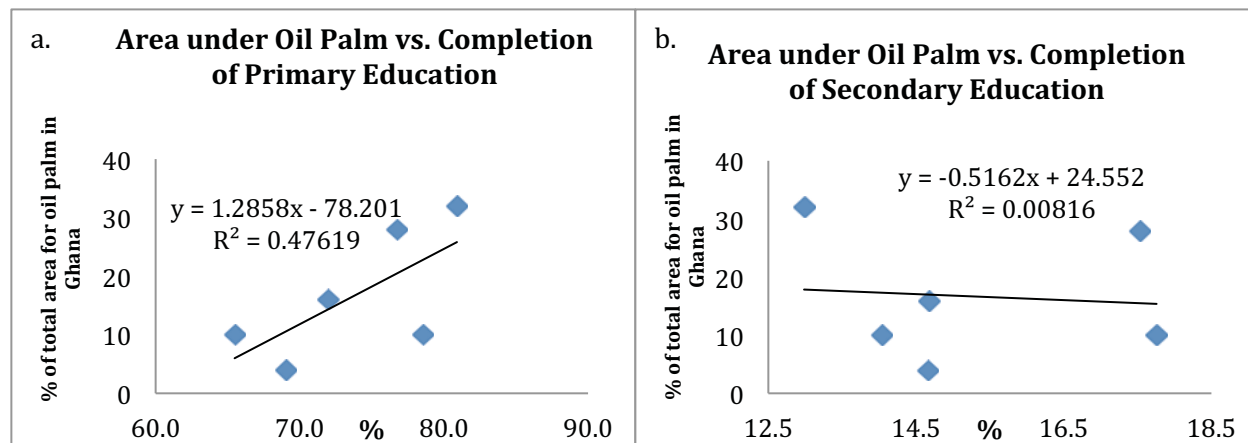 a.
Area under Oil Palm vs. Completion
of Primary Education
% of total area for oil palm in
Ghana
40
30
20
10
0
y = 1.2858x - 78.201
R² = 0.47619
60.0
70.0
%
80.0
90.0
b.
Area under Oil Palm vs. Completion
of Secondary Education
% of total area for oil palm in
Ghana
40
30
20
10
0
y = -0.5162x + 24.552
R² = 0.00816
12.5
14.5
%
16.5
18.5